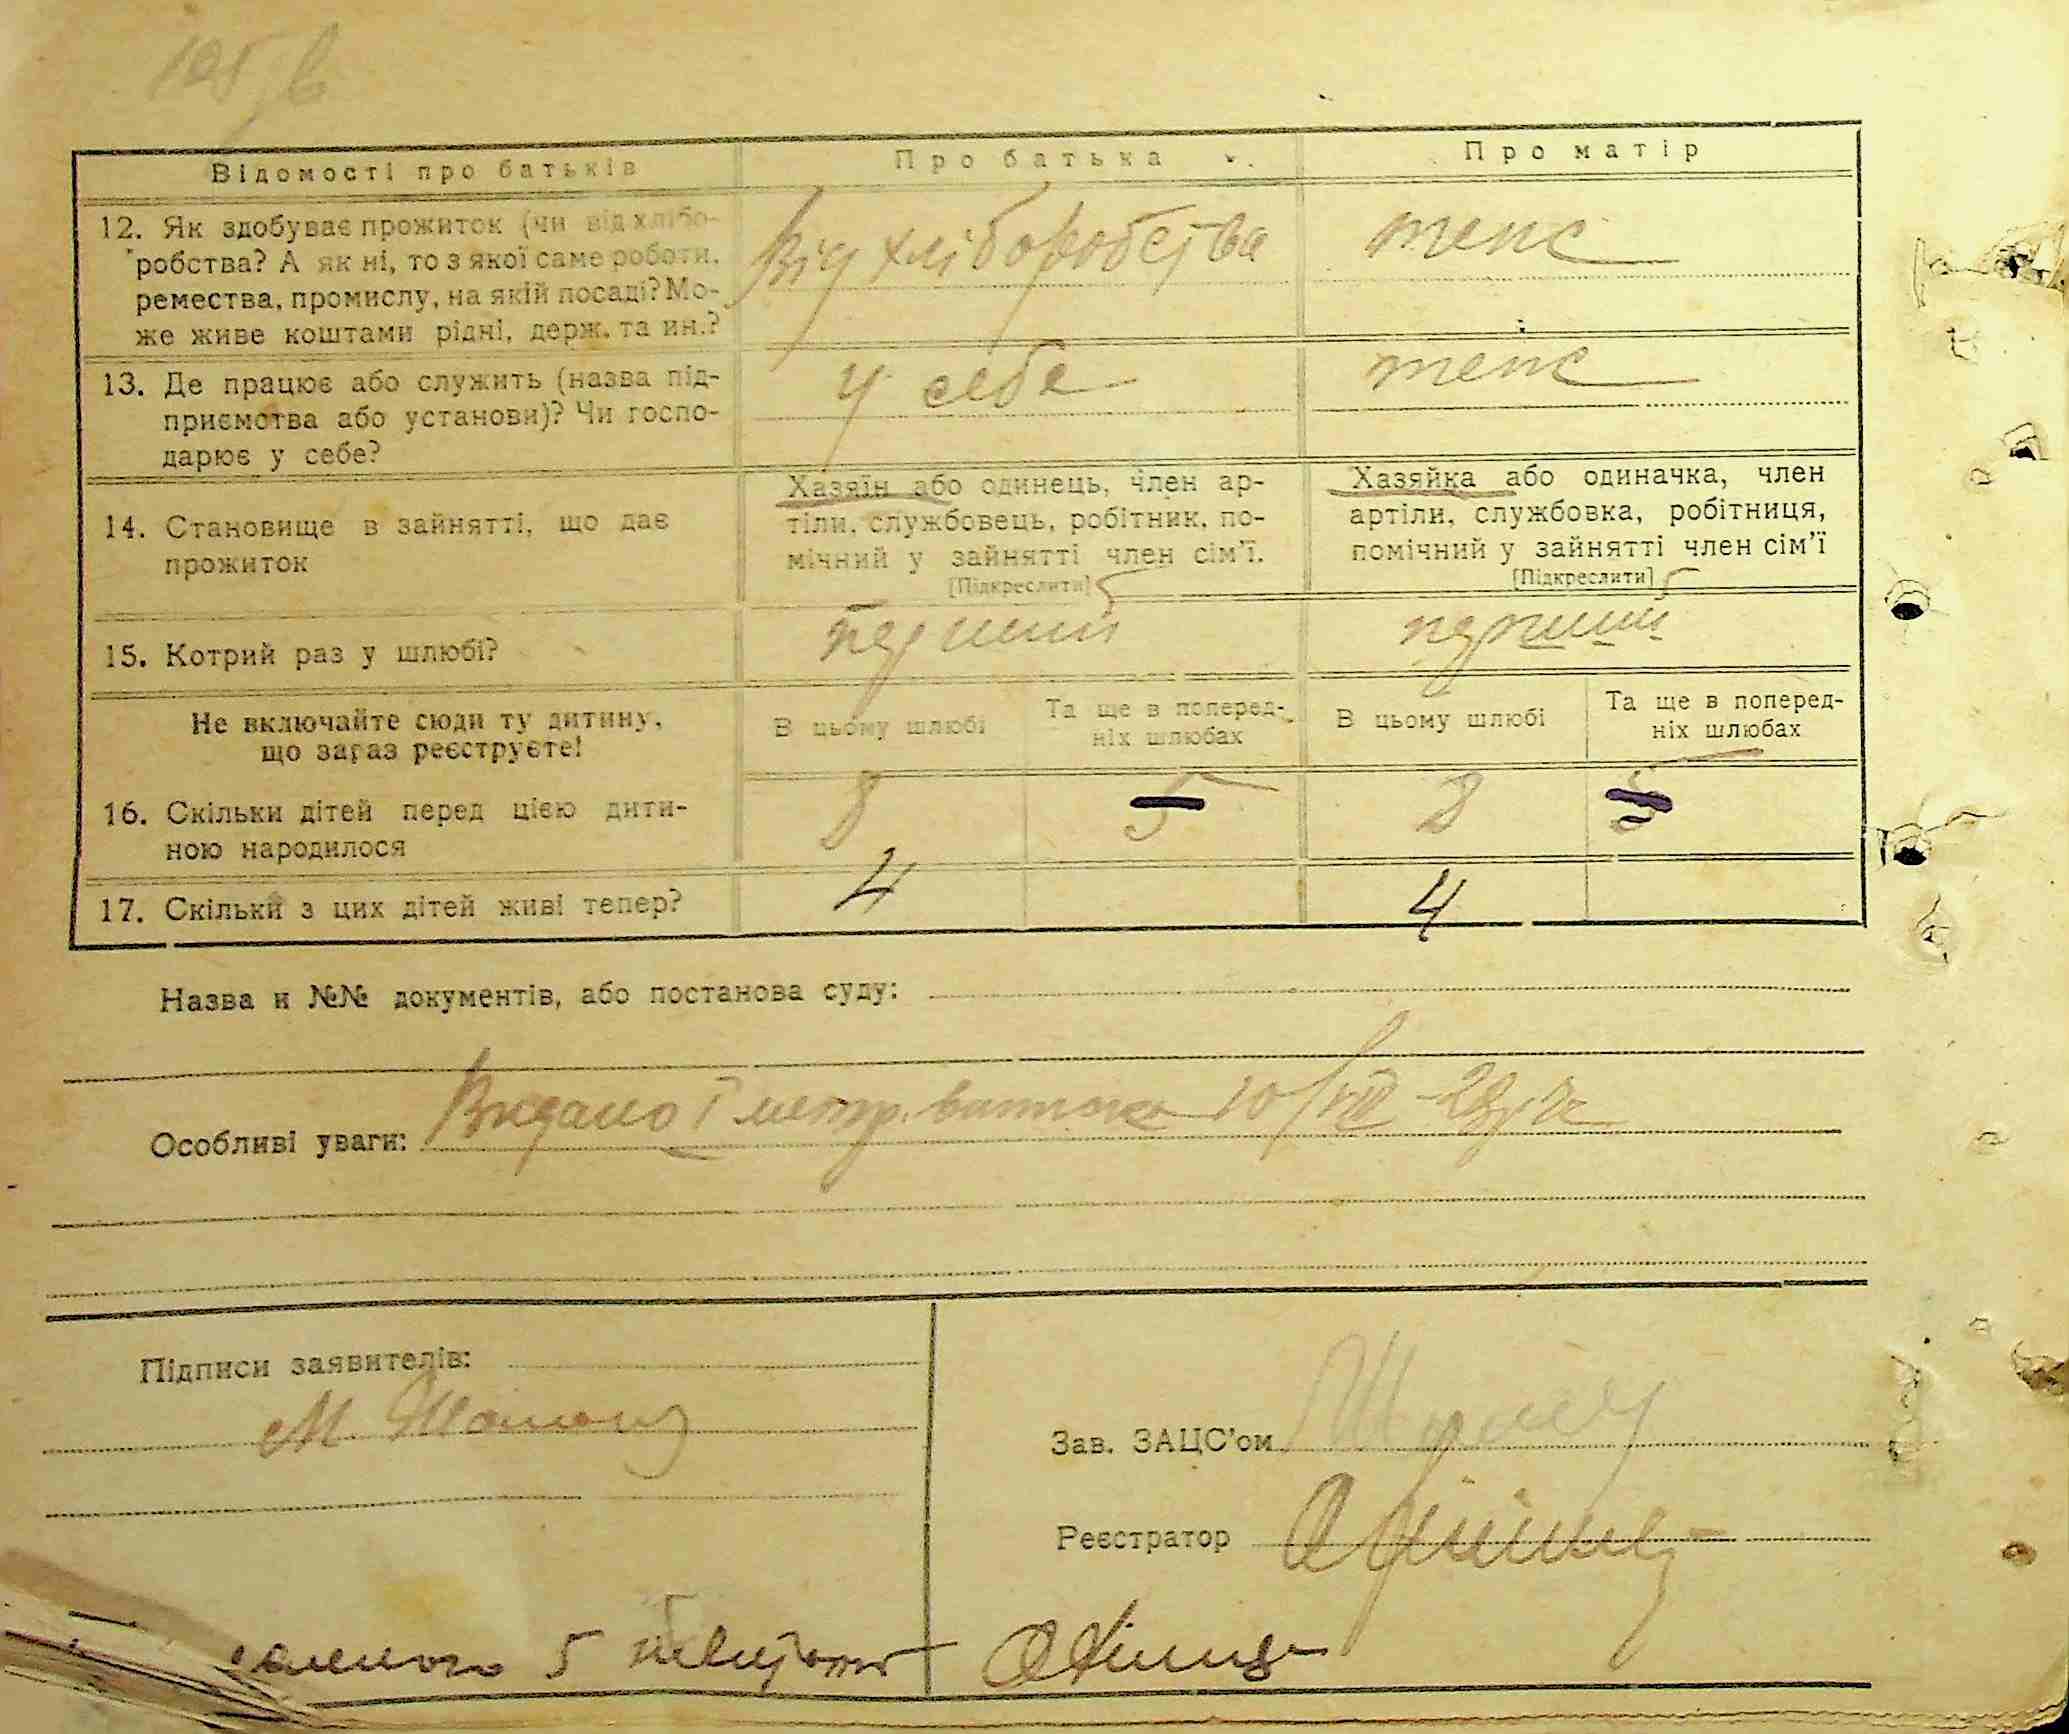 Відомості про батьків
Про батька
Про матір
12. Як здобуває прожиток (чи від хлібо-
робства? А як ні, то з якої саме роботи,
ремества, промислу, на якій посаді? Мо-
же живе коштами рідні, держ. та ин.?
Від хліборобства
теж
13. Де працює або служить (назва під-
приємства або установи)? Чи госпо-
дарює у себе?
у себе
теж
14. Становище в зайнятті, що дає
прожиток
Хазяїн або одинець, член ар-
тіли, службовець, робітник, по-
мічний у зайнятті член сім’ї.
[Підкреслити]
Хазяйка або одиначка, член
артіли, службовка, робітниця,
помічний у зайнятті член сім’ї
[Підкреслити]
15. Котрий раз у шлюбі?
перший
перший
Не включайте сюди ту дитину,
що зараз реєструєте!
В цьому шлюбі
Та ще в поперед-
ніх шлюбах
В цьому шлюбі
Та ще в поперед-
ніх шлюбах
16. Скільки дітей перед цією дити-
ною народилося
8
5
8
5
17. Скільки з цих дітей живі тепер?
4
4
Назва и №№ документів, або постанова суду:
Особливі уваги: Видано метр. 10/VIII
Підписи заявителів:
М.
Зав. ЗАЦС’ом
Реєстратор
5